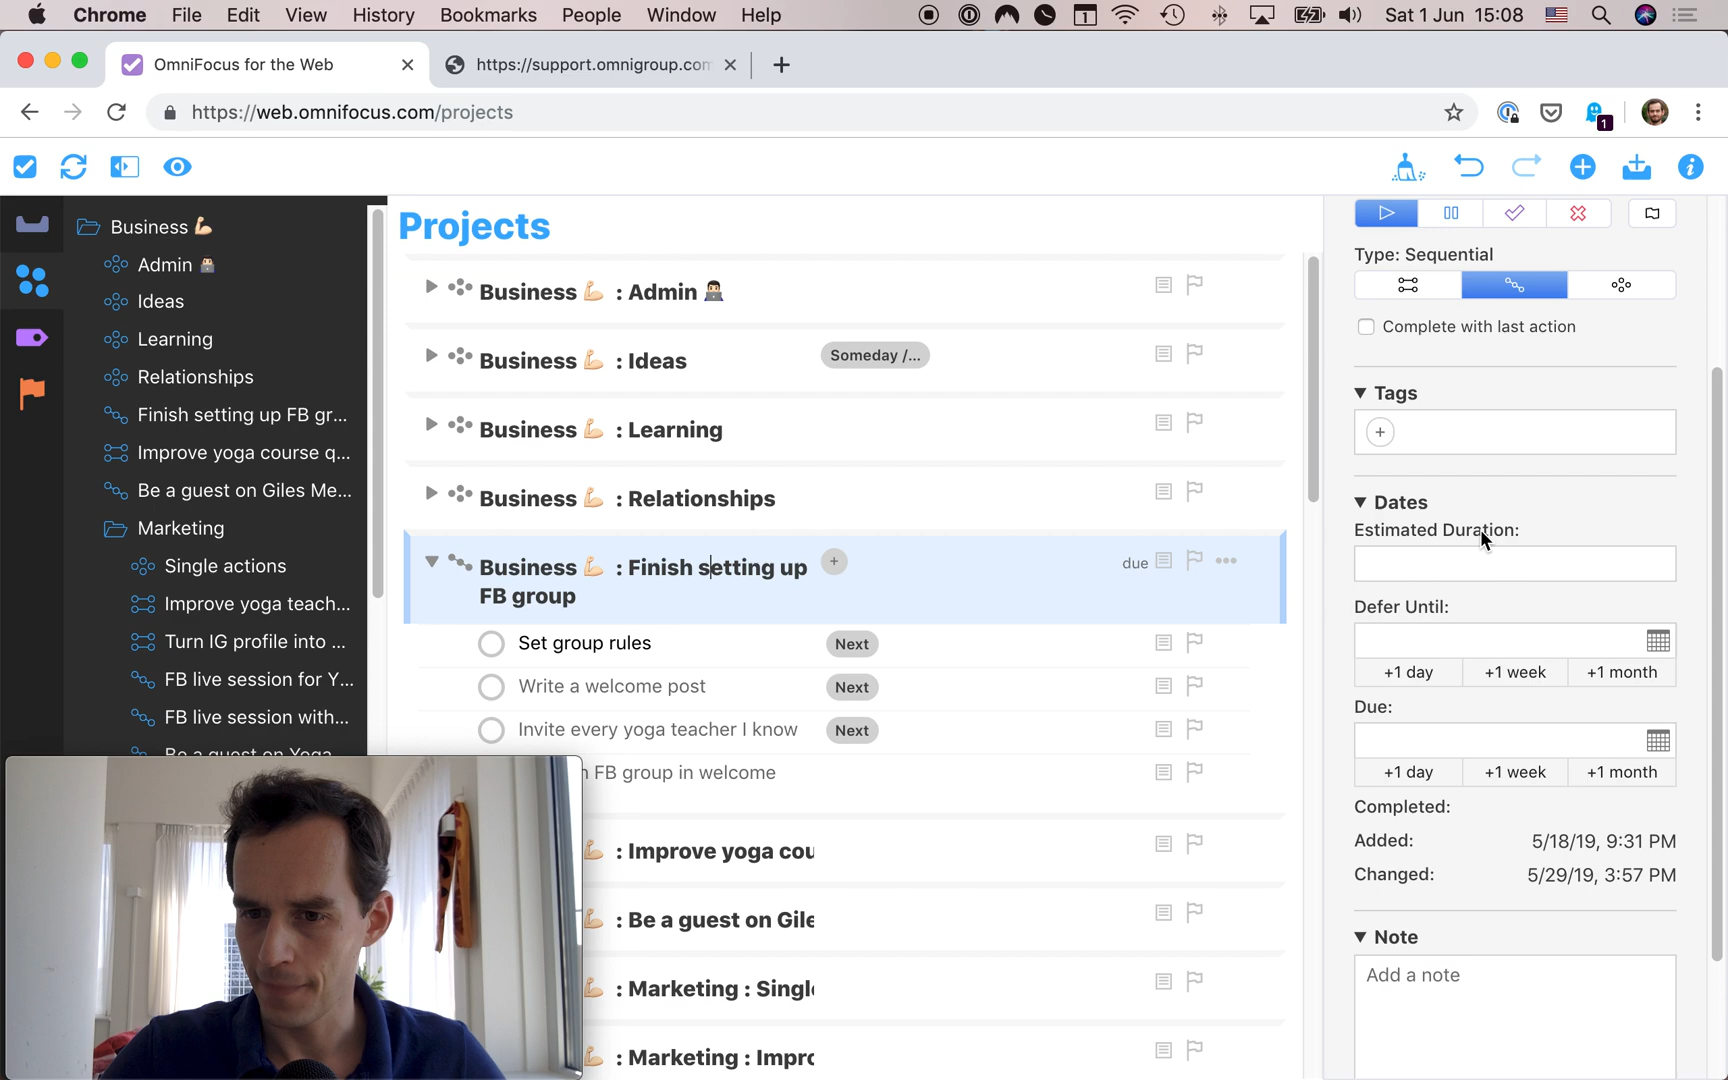 Chrome File Edit View History Bookmarks People Window Help Sat 1 Jun 15:08
OmniFocus for the Web
https://support.omnigroup.com
https://web.omnifocus.com/projects
1
Business
Admin
Ideas
Learning
Relationships
Finish setting up FB gr...
Improve yoga course q...
Be a guest on Giles Me...
Marketing
Single actions
Improve yoga teach...
Turn IG profile into ...
FB live session for Y...
FB live session with...
Be a guest on Yoga
Projects
Business : Admin
Business : Ideas Someday /...
Business : Learning
Business : Relationships
Business : Finish setting up due
FB group
Set group rules Next
Write a welcome post Next
Invite every yoga teacher I know Next
FB group in welcome
: Improve yoga cou
: Be a guest on Gile
: Marketing : Single
: Marketing : Impro
Type: Sequential
Complete with last action
Tags
Dates
Estimated Duration:
Defer Until:
+1 day +1 week +1 month
Due:
+1 day +1 week +1 month
Completed:
Added: 5/18/19, 9:31 PM
Changed: 5/29/19, 3:57 PM
Note
Add a note